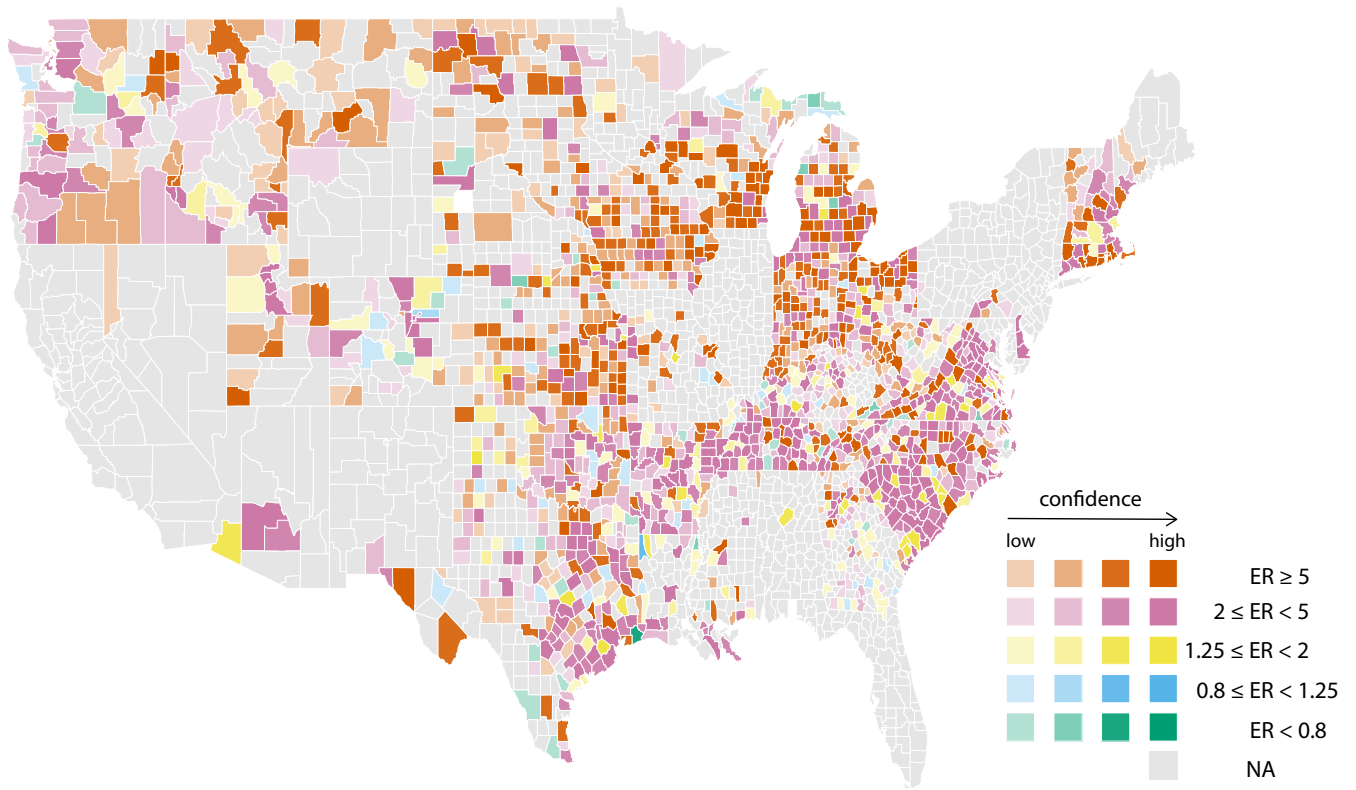 confidence
low high
ER ≥ 5
2 ≤ ER < 5
1.25 ≤ ER < 2
0.8 ≤ ER < 1.25
ER < 0.8
NA